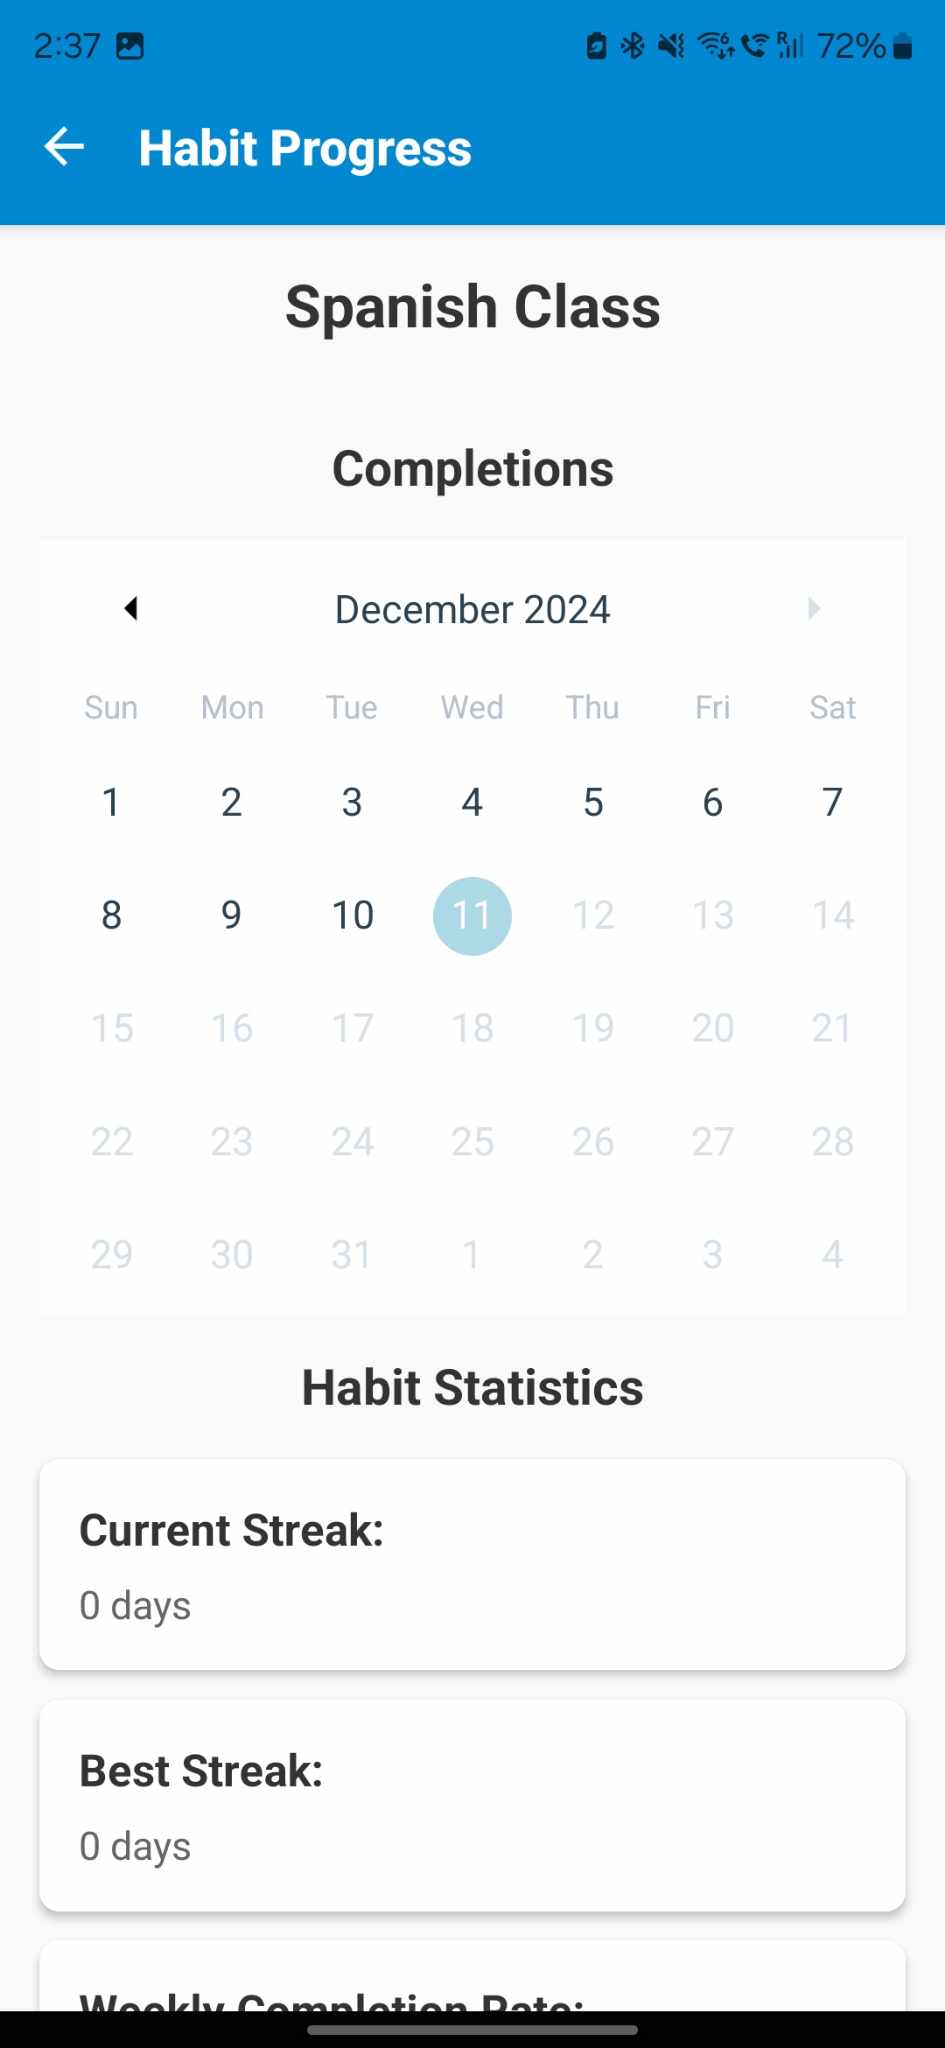 2:37 R 72%
Habit Progress
Spanish Class
Completions
December 2024
Sun Mon Tue Wed Thu Fri Sat
1 2 3 4 5 6 7
8 9 10 11 12 13 14
15 16 17 18 19 20 21
22 23 24 25 26 27 28
29 30 31 1 2 3 4
Habit Statistics
Current Streak:
0 days
Best Streak:
0 days
Weekly Completion Rate: